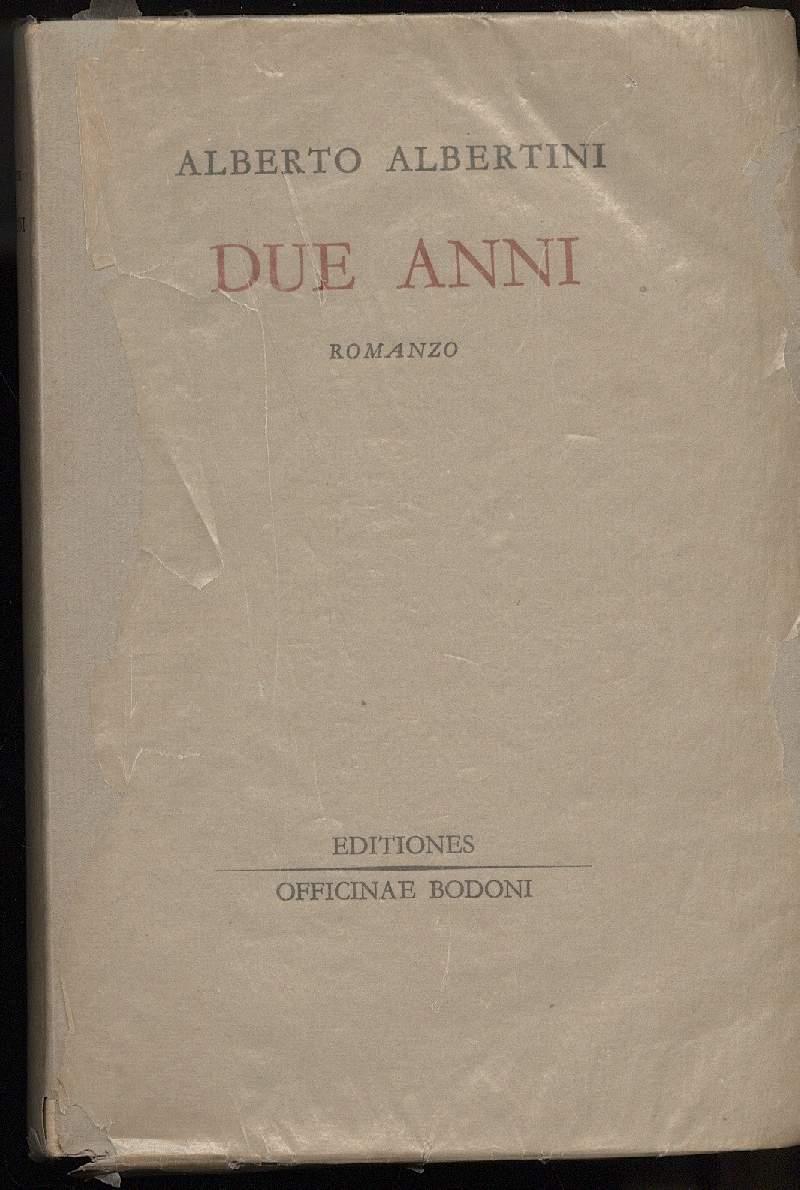 ALBERTO ALBERTINI
DUE ANNI
ROMANZO
EDITIONES
OFFICINAE BODONI